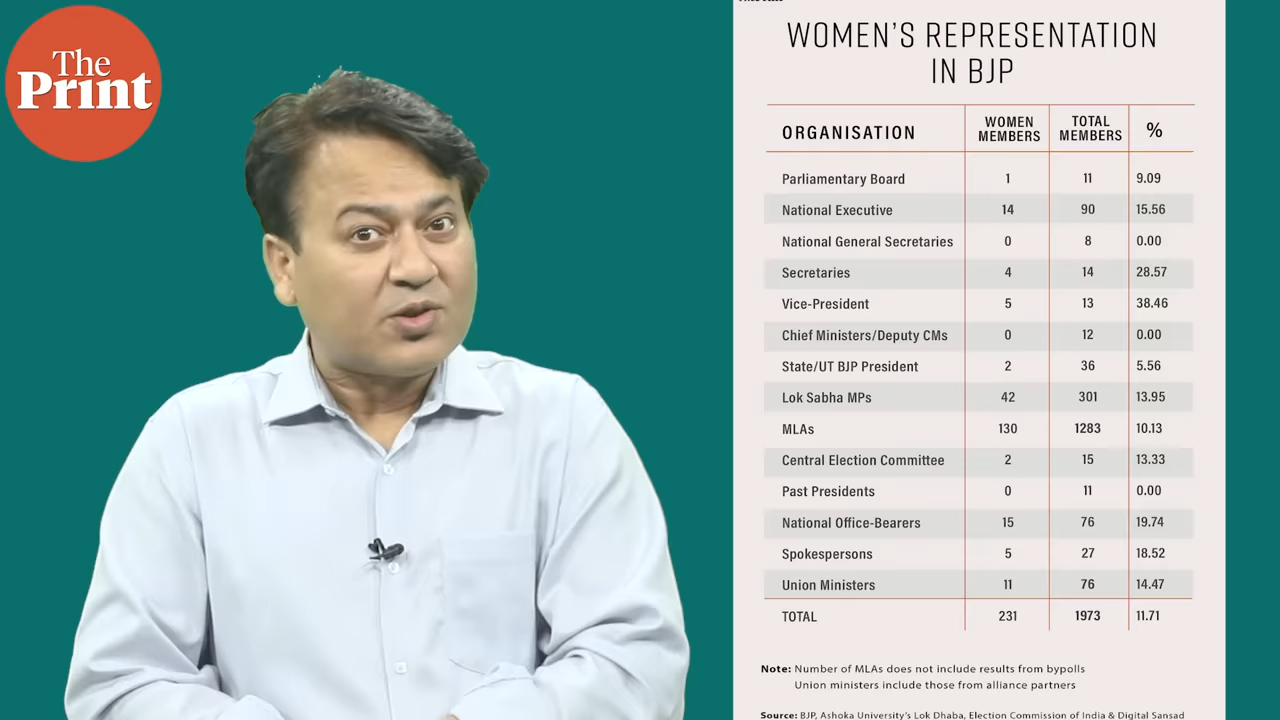 The
Print
WOMEN'S REPRESENTATION
IN BJP
ORGANISATION WOMEN MEMBERS TOTAL MEMBERS %
Parliamentary Board 1 11 9.09
National Executive 14 90 15.56
National General Secretaries 0 8 0.00
Secretaries 4 14 28.57
Vice-President 5 13 38.46
Chief Ministers/Deputy CMs 0 12 0.00
State/UT BJP President 2 36 5.56
Lok Sabha MPs 42 301 13.95
MLAs 130 1283 10.13
Central Election Committee 2 15 13.33
Past Presidents 0 11 0.00
National Office-Bearers 15 76 19.74
Spokespersons 5 27 18.52
Union Ministers 11 76 14.47
TOTAL 231 1973 11.71
Note: Number of MLAs does not include results from bypolls
Union ministers include those from alliance partners
Source: BJP, Ashoka University's Lok Dhaba, Election Commission of India & Digital Sansad